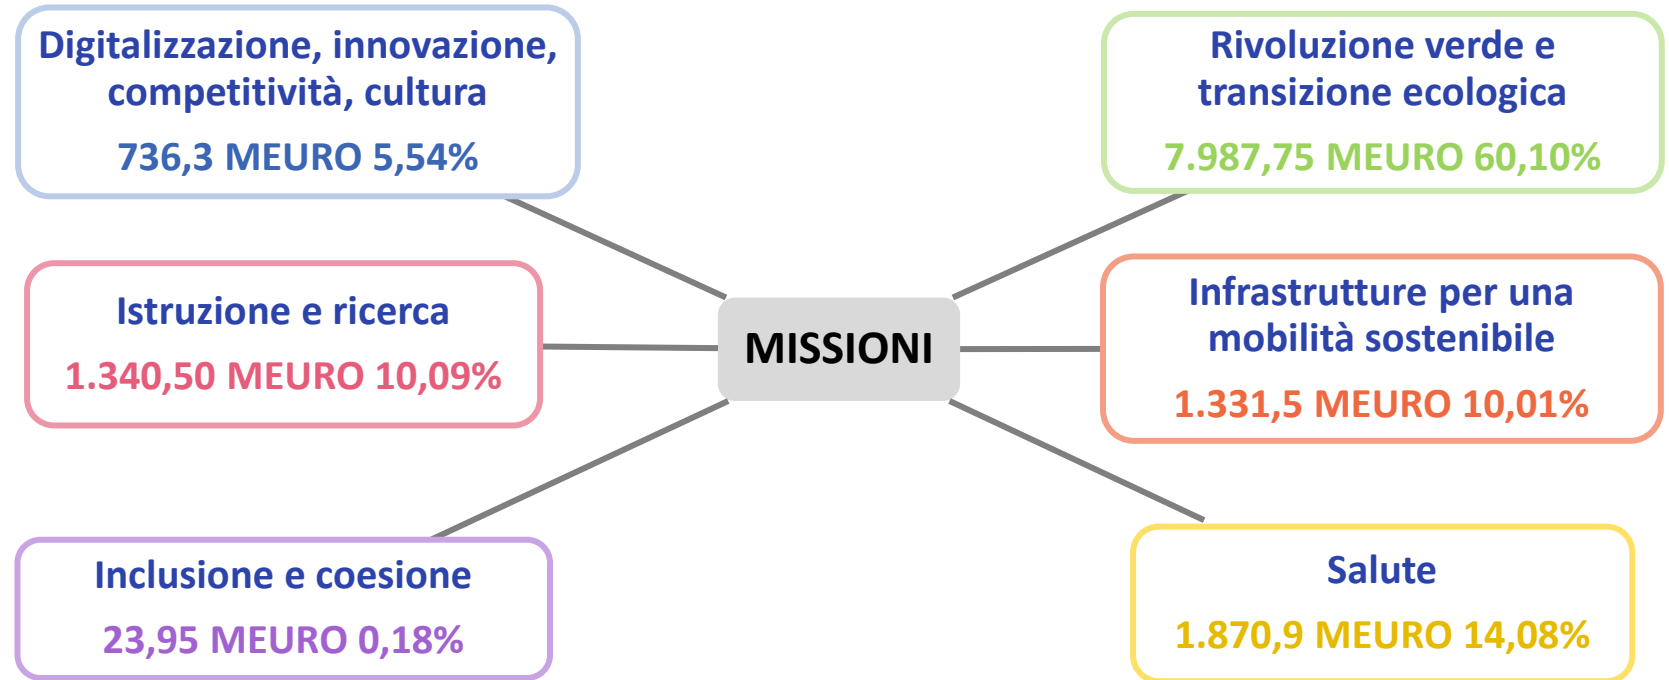 Digitalizzazione, innovazione,
competitività, cultura
736,3 MEURO 5,54%
Rivoluzione verde e
transizione ecologica
7.987,75 MEURO 60,10%
Istruzione e ricerca
1.340,50 MEURO 10,09%
MISSIONI
Infrastrutture per una
mobilità sostenibile
1.331,5 MEURO 10,01%
Inclusione e coesione
23,95 MEURO 0,18%
Salute
1.870,9 MEURO 14,08%